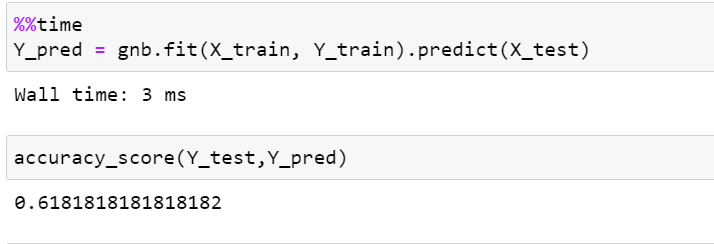 %%time
Y_pred = gnb.fit(X_train, Y_train).predict(X_test)
Wall time: 3 ms
accuracy_score(Y_test,Y_pred)
0.6181818181818182